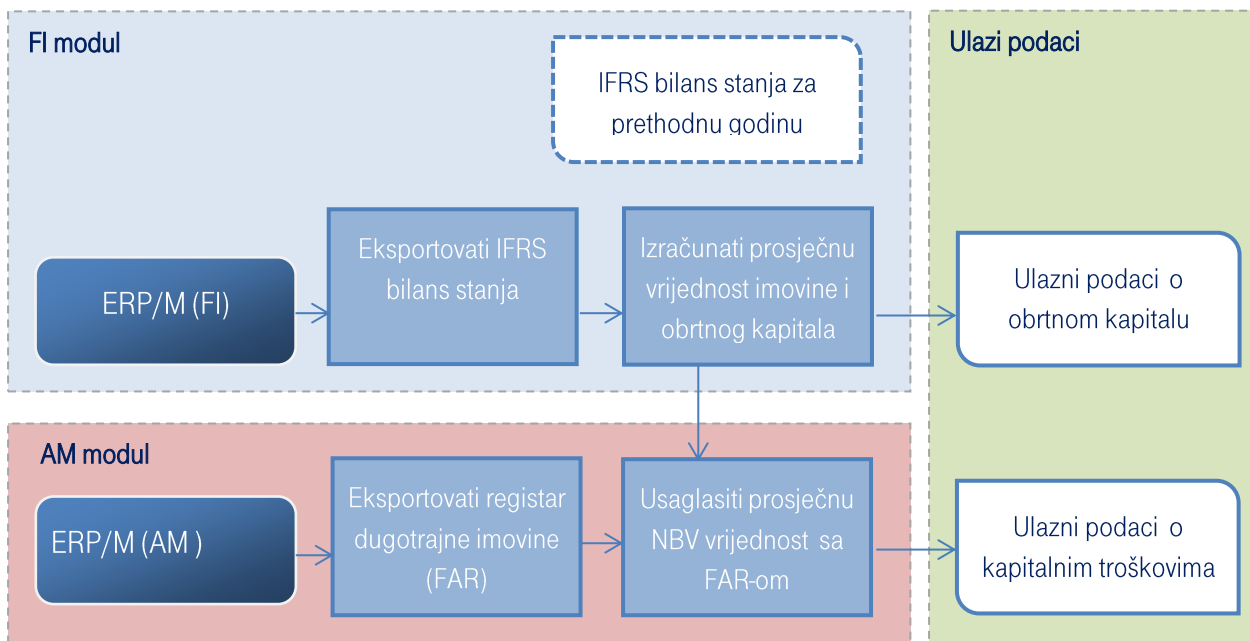 FI modul
Ulazi podaci
IFRS bilans stanja za
prethodnu godinu
ERP/M (FI)
Eksportovati IFRS
bilans stanja
Izračunati prosječnu
vrijednost imovine i
obrtnog kapitala
Ulazni podaci o
obrtnom kapitalu
AM modul
ERP/M (AM )
Eksportovati registar
dugotrajne imovine
(FAR)
Usaglasiti prosječnu
NBV vrijednost sa
FAR-om
Ulazni podaci o
kapitalnim troškovima